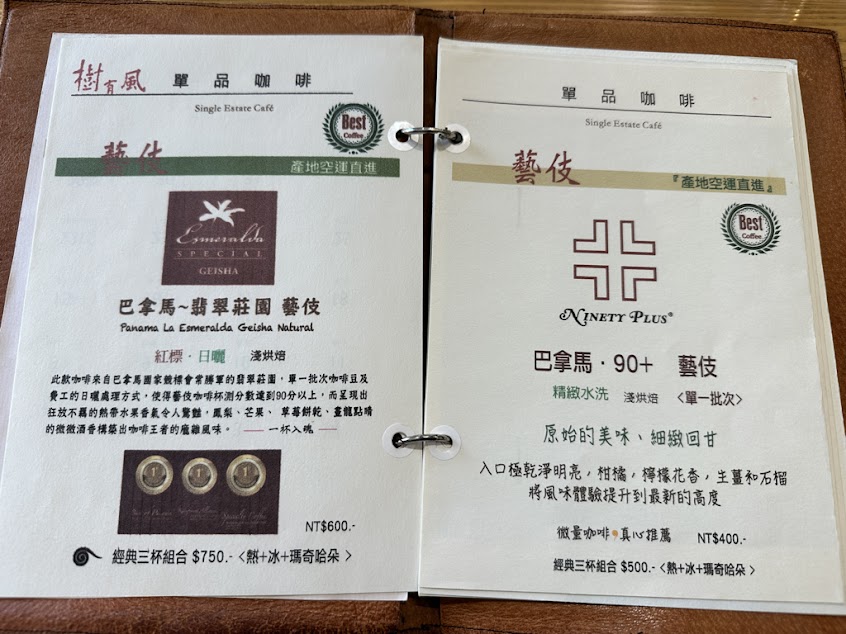 樹有風 單品咖啡
Single Estate Café
Best
Coffee
藝伎 產地空運直進
Esmeralda
SPECIAL
GEISHA
巴拿馬~翡翠莊園 藝伎
Panama La Esmeralda Geisha Natural
紅標·日曬 淺烘焙
此款咖啡來自巴拿馬國家競標會常勝軍的翡翠莊園，單一批次咖啡豆及
費工的日曬處理方式，使得藝伎咖啡杯測分數達到90分以上，而呈現出
狂放不羈的熱帶水果香氣令人驚艷，鳳梨、芒果、草莓餅乾、畫龍點睛
的微微酒香構築出咖啡王者的龐雜風味。 一杯入魂
NT$600.-
經典三杯組合 $750.-<熱+冰+瑪奇哈朵>
單品咖啡
Single Estate Café
藝伎 『產地空運直進』
Best
Coffee
NINETY PLUS®
巴拿馬·90+ 藝伎
精緻水洗 淺烘焙 <單一批次>
原始的美味、細緻回甘
入口極乾淨明亮，柑橘，檸檬花香，生薑和石榴
將風味體驗提升到最新的高度
微量咖啡 真心推薦 NT$400.-
經典三杯組合 $500.-<熱+冰+瑪奇哈朵>